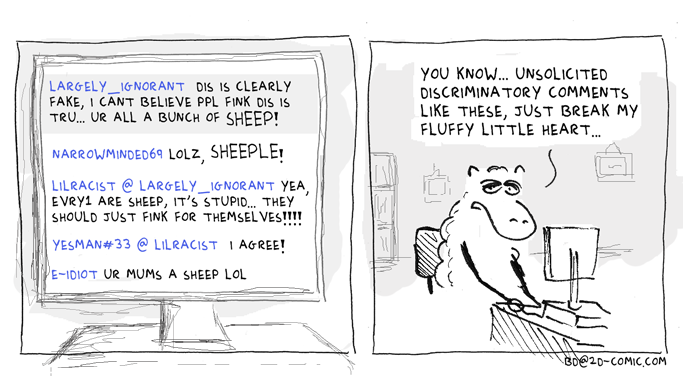 LARGELY_IGNORANT DIS IS CLEARLY
FAKE, I CANT BELIEVE PPL FINK DIS IS
TRU... UR ALL A BUNCH OF SHEEP!
NARROWMINDED69 LOLZ, SHEEPLE!
LILRACIST @ LARGELY_IGNORANT YEA,
EVRY1 ARE SHEEP, IT'S STUPID... THEY
SHOULD JUST FINK FOR THEMSELVES!!!!
YESMAN#33 @ LILRACIST I AGREE!
E-IDIOT UR MUMS A SHEEP LOL
YOU KNOW... UNSOLICITED
DISCRIMINATORY COMMENTS
LIKE THESE, JUST BREAK MY
FLUFFY LITTLE HEART...
BD@2D-COMIC.COM